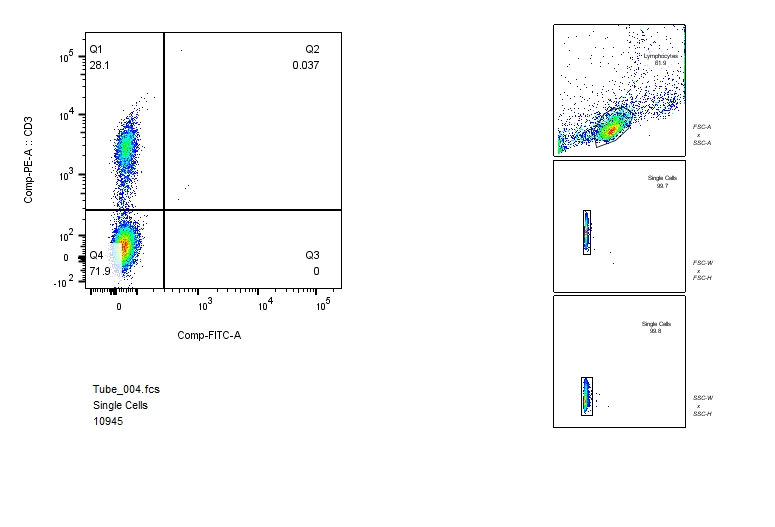 Q1
28.1
Q2
0.037
Q4
71.9
Q3
0
10^5
10^4
10^3
10^2
0
-10^2
Comp-PE-A :: CD3
0
10^3
10^4
10^5
Comp-FITC-A
Tube_004.fcs
Single Cells
10945
Lymphocytes
61.9
FSC-A
x
SSC-A
Single Cells
99.7
FSC-W
x
FSC-H
Single Cells
99.8
SSC-W
x
SSC-H